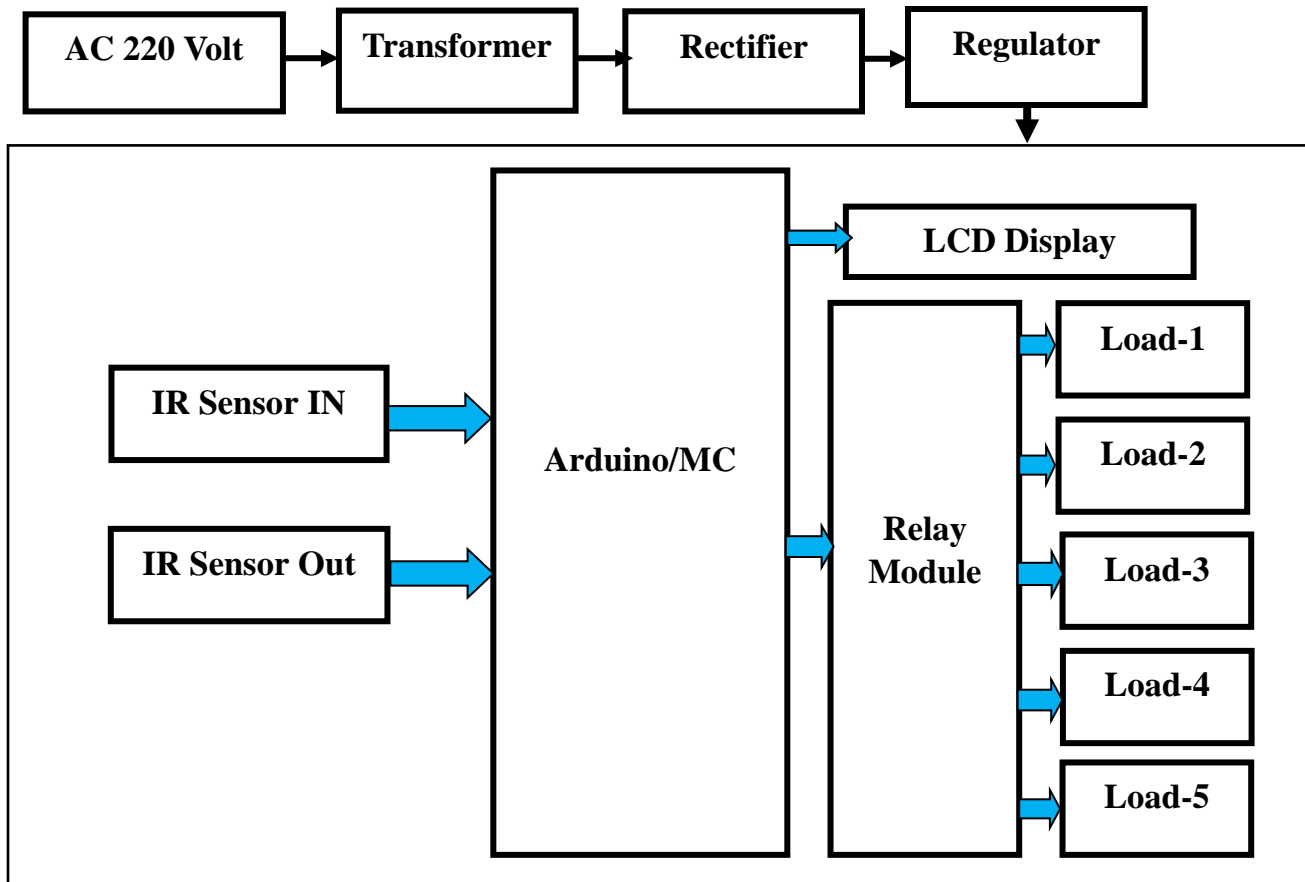 AC 220 Volt
Transformer
Rectifier
Regulator
LCD Display
IR Sensor IN
IR Sensor Out
Arduino/MC
Relay
Module
Load-1
Load-2
Load-3
Load-4
Load-5